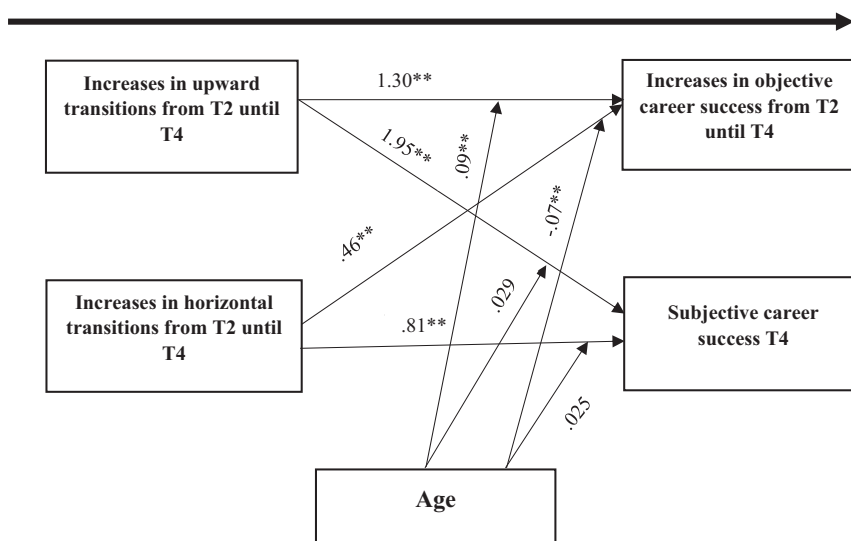 Increases in upward
transitions from T2 until
T4
1.30**
Increases in objective
career success from T2
until T4
1.95**
.09**
-.07**
.46**
Increases in horizontal
transitions from T2 until
T4
.81**
.029
Subjective career
success T4
.025
Age